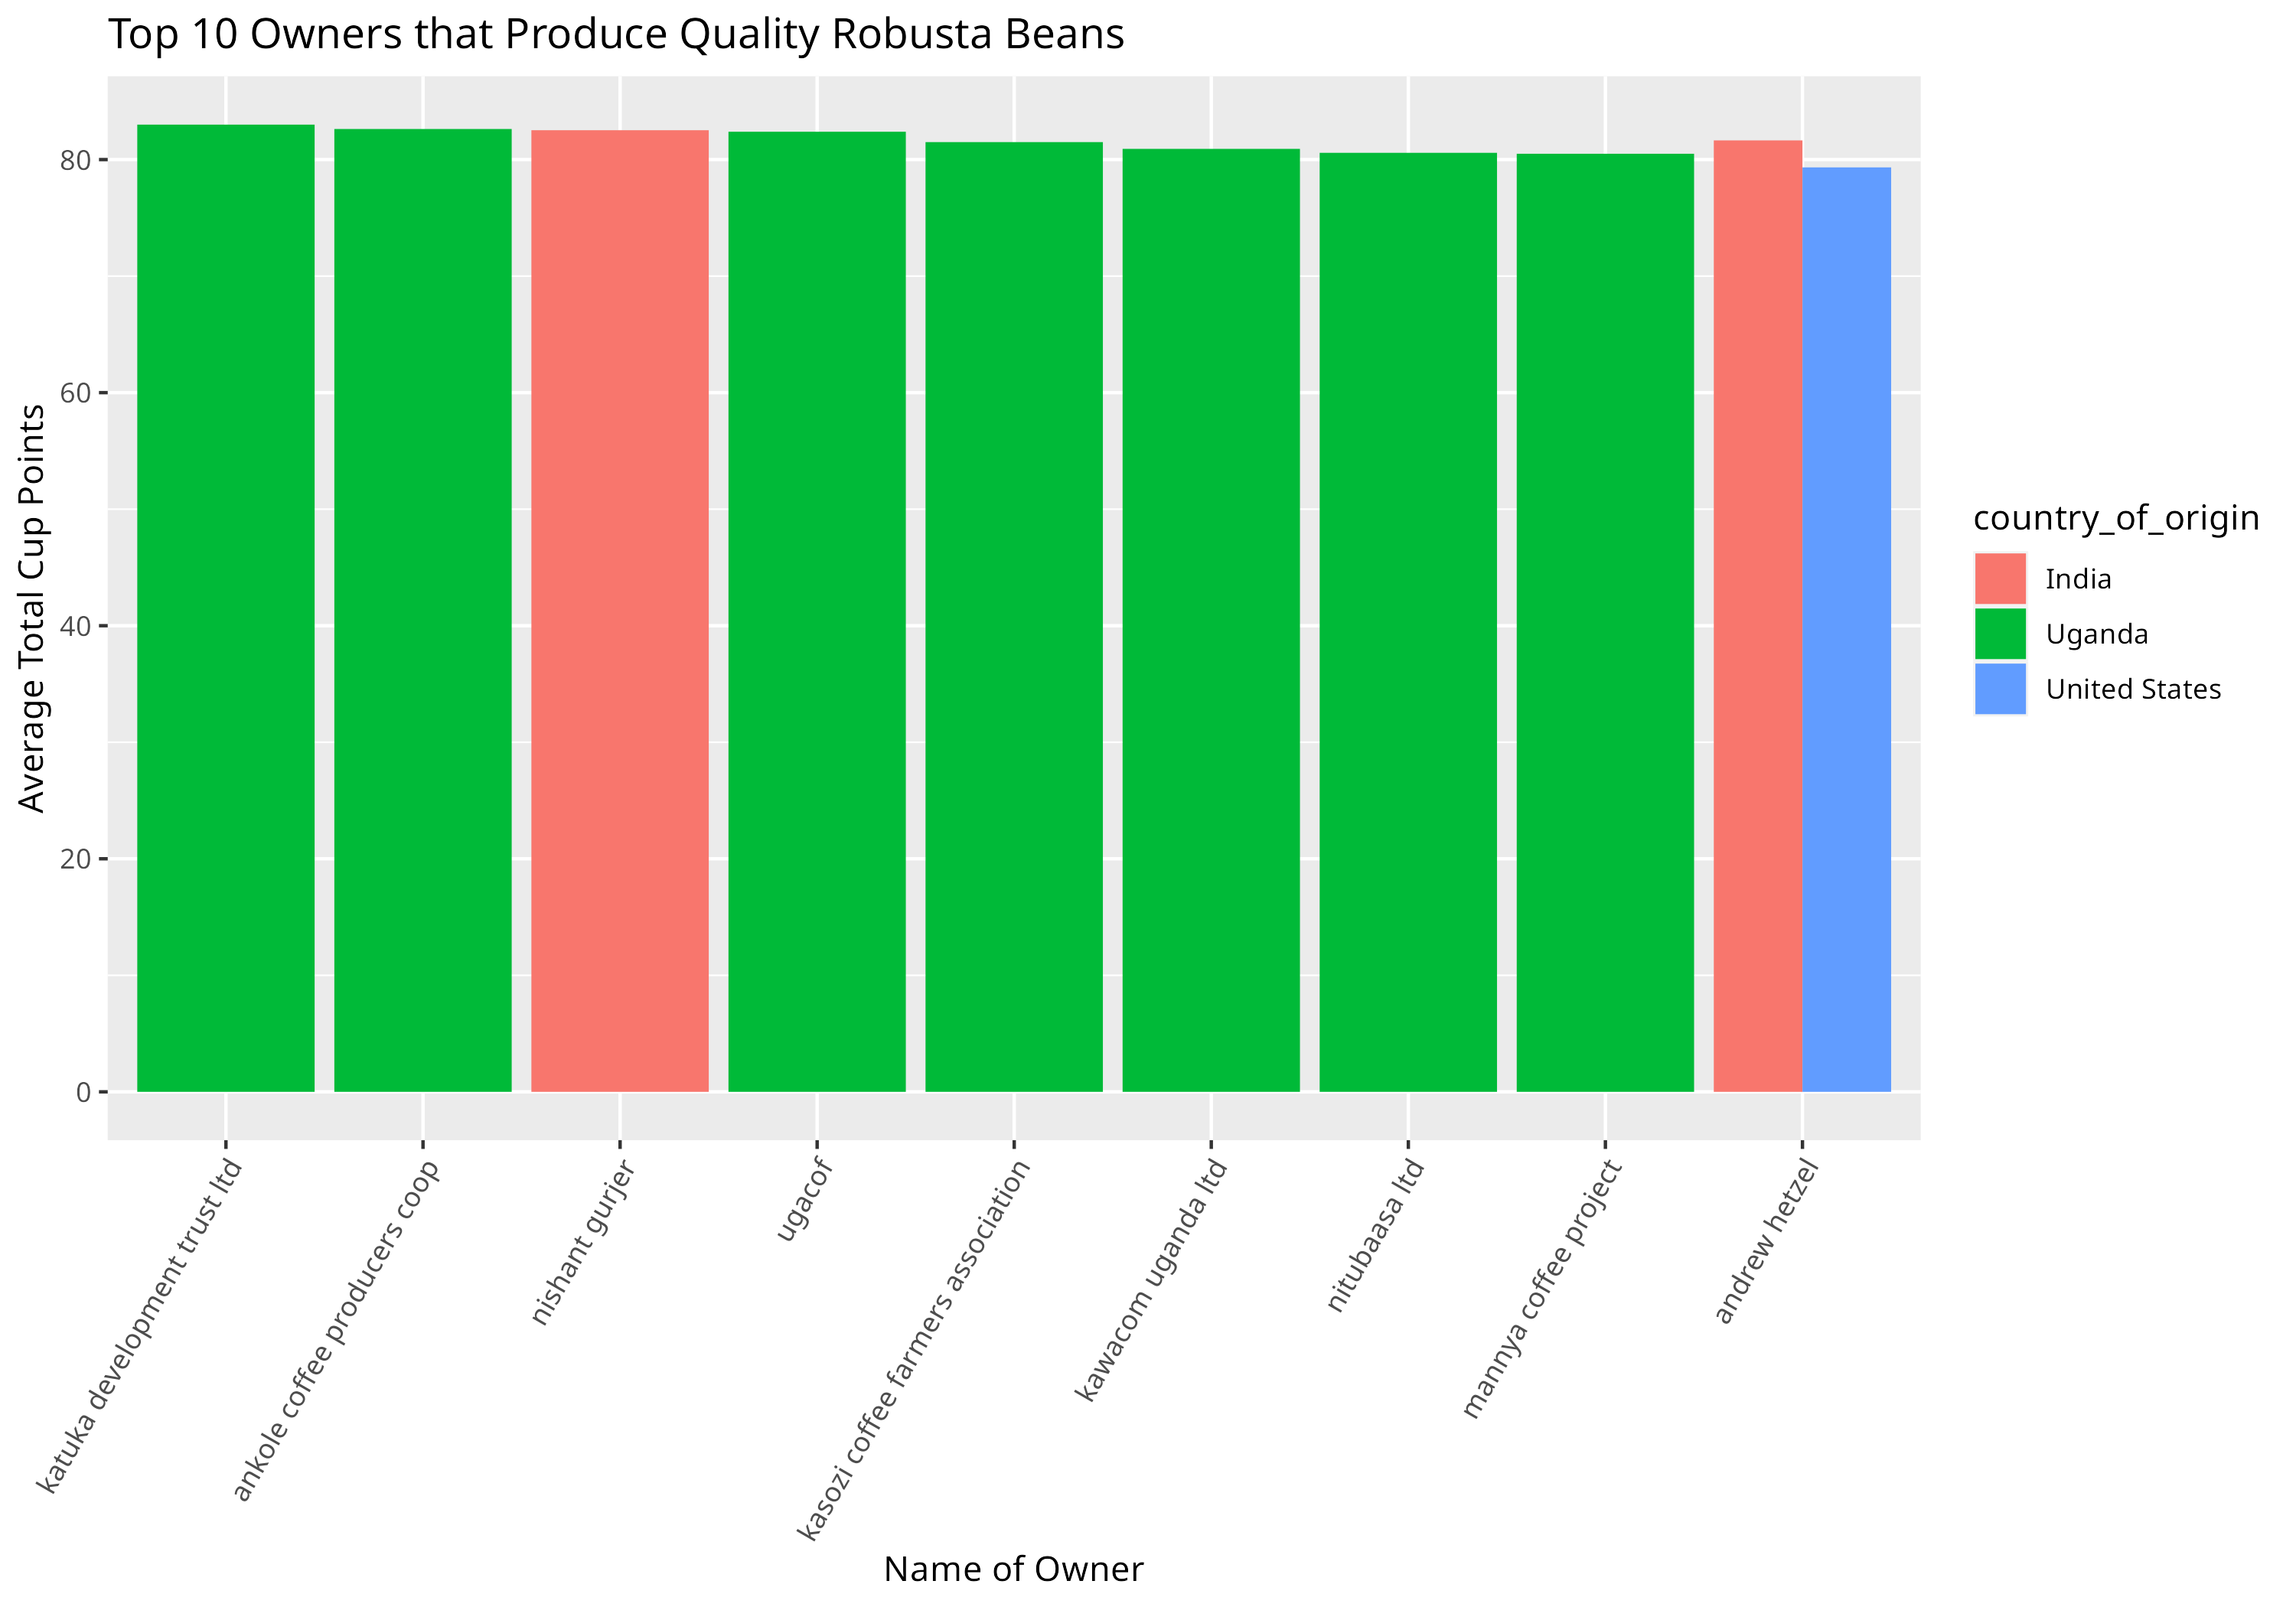 Top 10 Owners that Produce Quality Robusta Beans
Average Total Cup Points
80
60
40
20
0
katuka development trust ltd
ankole coffee producers coop
nishant gurjer
ugacof
kasozi coffee farmers association
kawacom uganda ltd
nitubaasa ltd
mannya coffee project
andrew hetzel
Name of Owner
country_of_origin
India
Uganda
United States